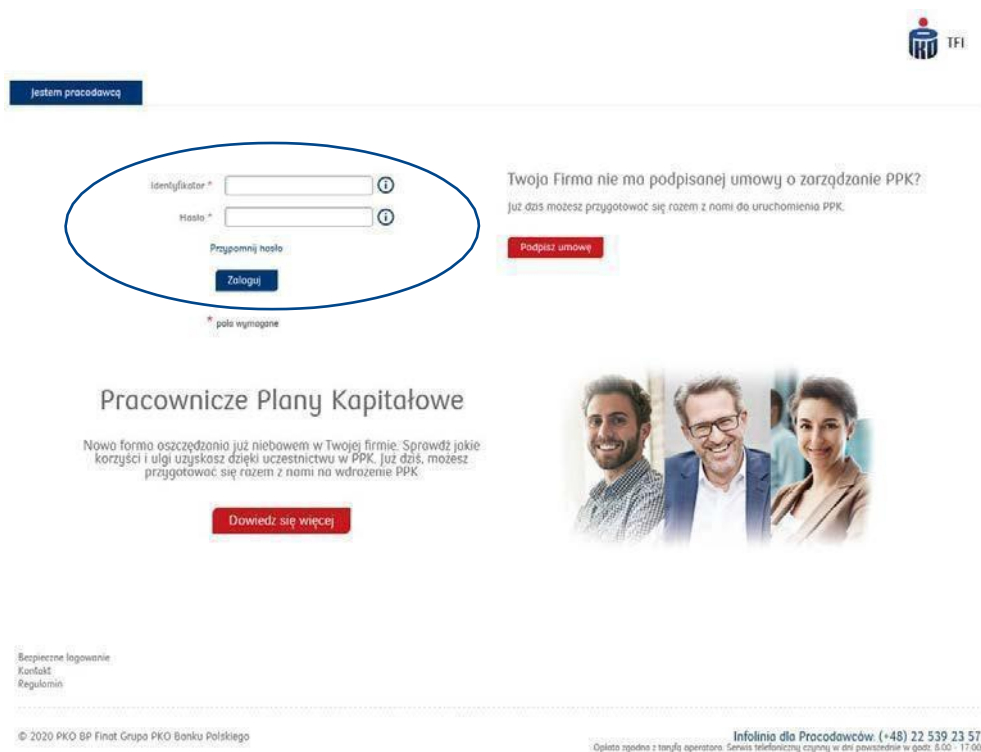 PKO TFI
Jestem pracodawcą
Identyfikator *
Hasło *
Przypomnij hasło
Zaloguj
* pola wymagane
Twoja Firma nie ma podpisanej umowy o zarządzanie PPK?
Już dziś możesz przygotować się razem z nami do uruchomienia PPK.
Podpisz umowę
Pracownicze Plany Kapitałowe
Nowa forma oszczędzania już niebawem w Twojej firmie. Sprawdź jakie
korzyści i ulgi uzyskasz dzięki uczestnictwu w PPK. Już dziś, możesz
przygotować się razem z nami na wdrożenie PPK
Dowiedz się więcej
Bezpieczne logowanie
Kontakt
Regulamin
© 2020 PKO BP Finat Grupa PKO Banku Polskiego
Infolinia dla Pracodawców: (+48) 22 539 23 57
Opłata zgodna z taryfą operatora. Serwis telefoniczny czynny w dni powszednie w godz. 8.00 - 17.00